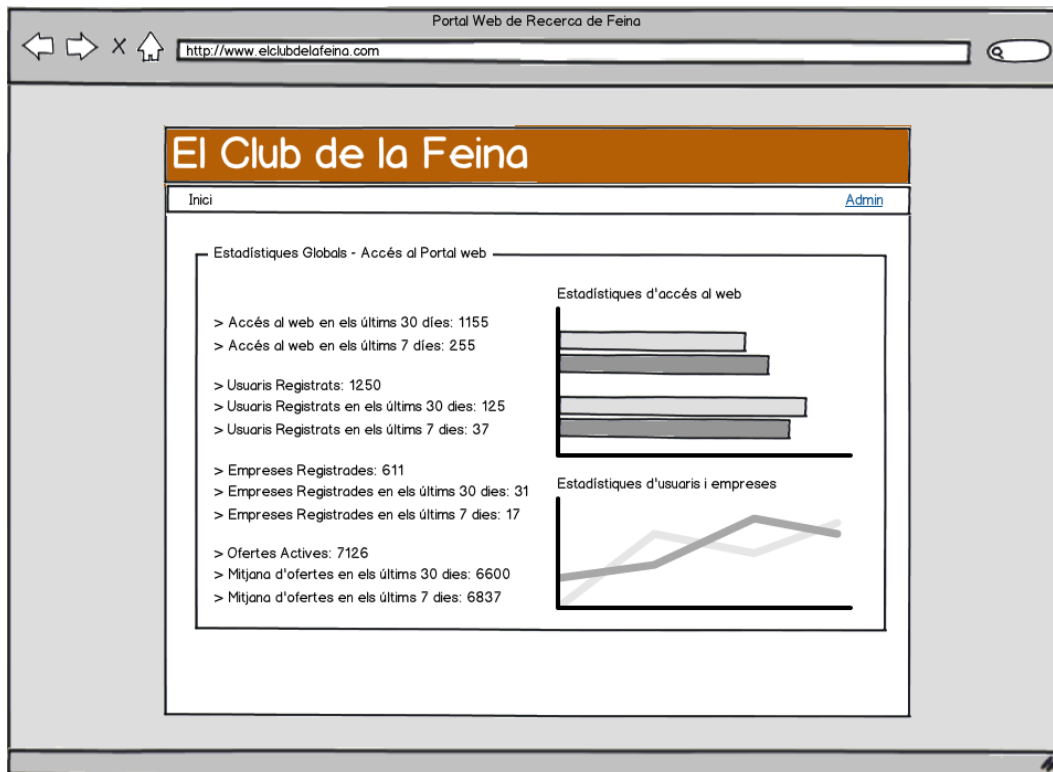 Portal Web de Recerca de Feina
http://www.elclubdelafeina.com
El Club de la Feina
Inici
Admin
Estadístiques Globals - Accés al Portal web
> Accés al web en els últims 30 díes: 1155
> Accés al web en els últims 7 díes: 255
> Usuaris Registrats: 1250
> Usuaris Registrats en els últims 30 dies: 125
> Usuaris Registrats en els últims 7 dies: 37
> Empreses Registrades: 611
> Empreses Registrades en els últims 30 dies: 31
> Empreses Registrades en els últims 7 dies: 17
> Ofertes Actives: 7126
> Mitjana d'ofertes en els últims 30 dies: 6600
> Mitjana d'ofertes en els últims 7 dies: 6837
Estadístiques d'accés al web
Estadístiques d'usuaris i empreses